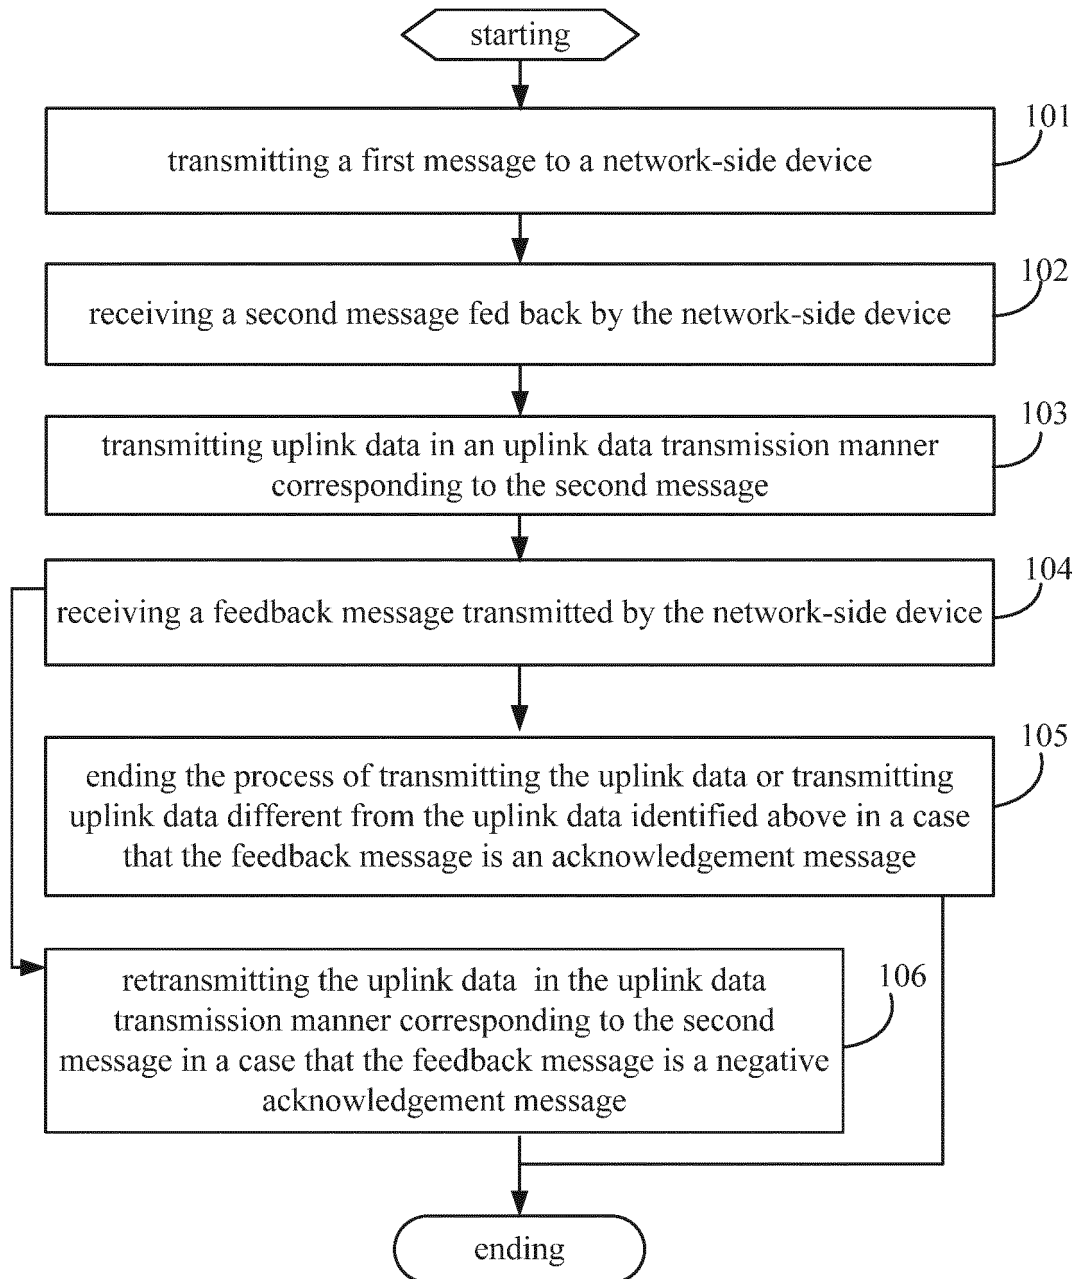 starting
101
transmitting a first message to a network-side device
102
receiving a second message fed back by the network-side device
103
transmitting uplink data in an uplink data transmission manner
corresponding to the second message
104
receiving a feedback message transmitted by the network-side device
105
ending the process of transmitting the uplink data or transmitting
uplink data different from the uplink data identified above in a case
that the feedback message is an acknowledgement message
106
retransmitting the uplink data in the uplink data
transmission manner corresponding to the second
message in a case that the feedback message is a negative
acknowledgement message
ending